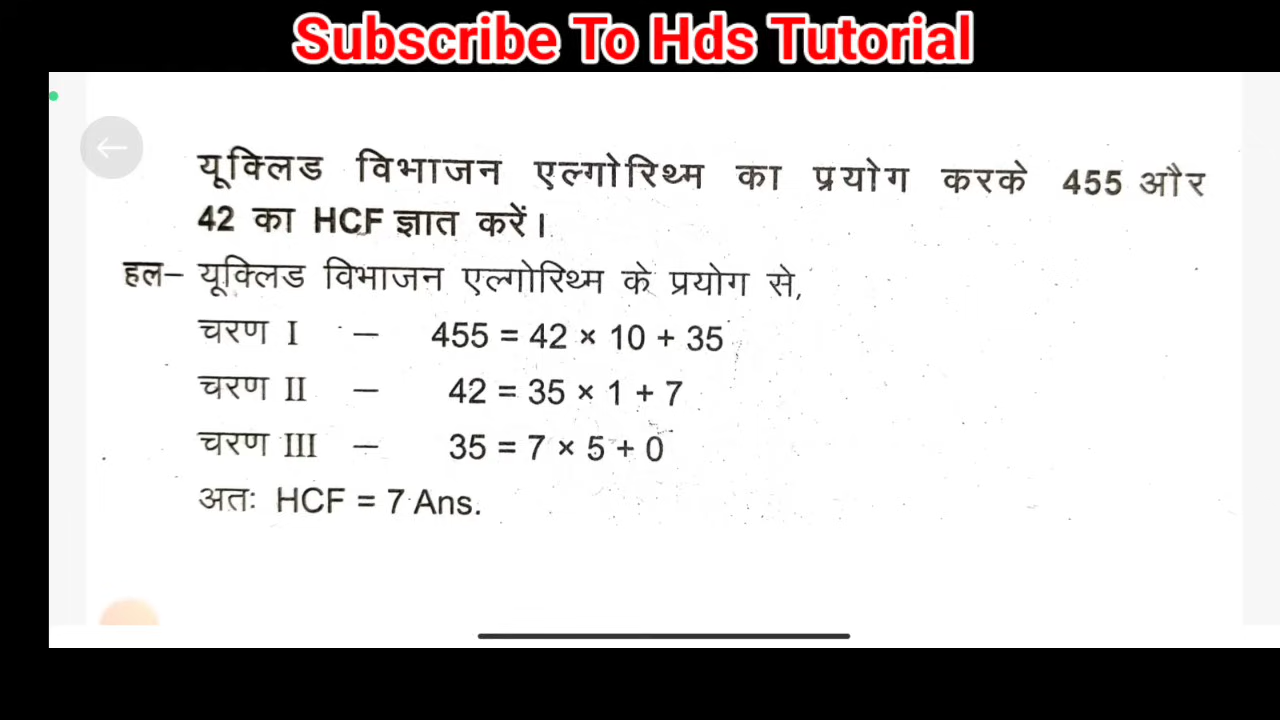 Subscribe To Hds Tutorial
यूक्लिड विभाजन एल्गोरिथ्म का प्रयोग करके 455 और
42 का HCF ज्ञात करें।
हल– यूक्लिड विभाजन एल्गोरिथ्म के प्रयोग से,
चरण I – 455 = 42 × 10 + 35
चरण II – 42 = 35 × 1 + 7
चरण III – 35 = 7 × 5 + 0
अतः HCF = 7 Ans.